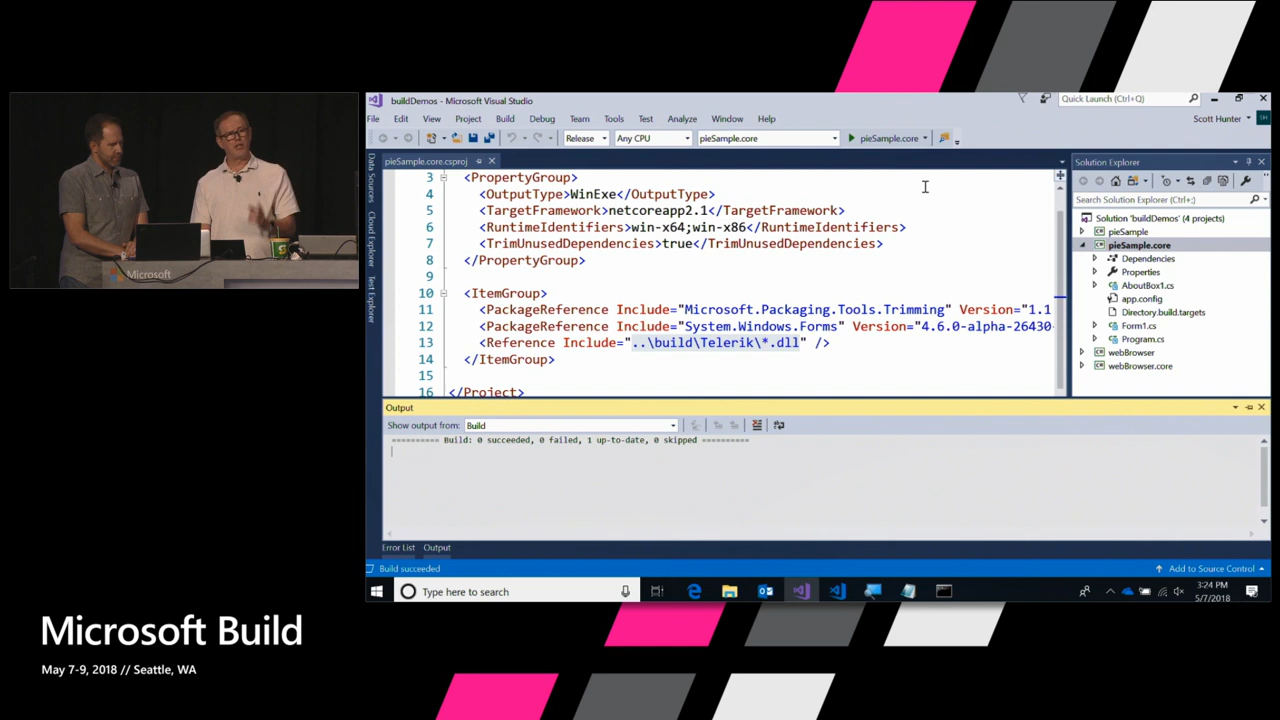 buildDemos - Microsoft Visual Studio
Quick Launch (Ctrl+Q)
File Edit View Project Build Debug Team Tools Test Analyze Window Help
Scott Hunter
SH
Release Any CPU pieSample.core pieSample.core
Data Sources
Cloud Explorer
Test Explorer
pieSample.core.csproj
3 <PropertyGroup>
4 <OutputType>WinExe</OutputType>
5 <TargetFramework>netcoreapp2.1</TargetFramework>
6 <RuntimeIdentifiers>win-x64;win-x86</RuntimeIdentifiers>
7 <TrimUnusedDependencies>true</TrimUnusedDependencies>
8 </PropertyGroup>
9
10 <ItemGroup>
11 <PackageReference Include="Microsoft.Packaging.Tools.Trimming" Version="1.1
12 <PackageReference Include="System.Windows.Forms" Version="4.6.0-alpha-26430-
13 <Reference Include="..\build\Telerik\*.dll" />
14 </ItemGroup>
15
16 </Project>
Solution Explorer
Search Solution Explorer (Ctrl+;)
Solution 'buildDemos' (4 projects)
pieSample
pieSample.core
Dependencies
Properties
AboutBox1.cs
app.config
Directory.build.targets
Form1.cs
Program.cs
webBrowser
webBrowser.core
Output
Show output from: Build
========== Build: 0 succeeded, 0 failed, 1 up-to-date, 0 skipped ==========
Error List Output
Build succeeded
Add to Source Control
Type here to search
3:24 PM
5/7/2018
Microsoft
Microsoft Build
May 7-9, 2018 // Seattle, WA